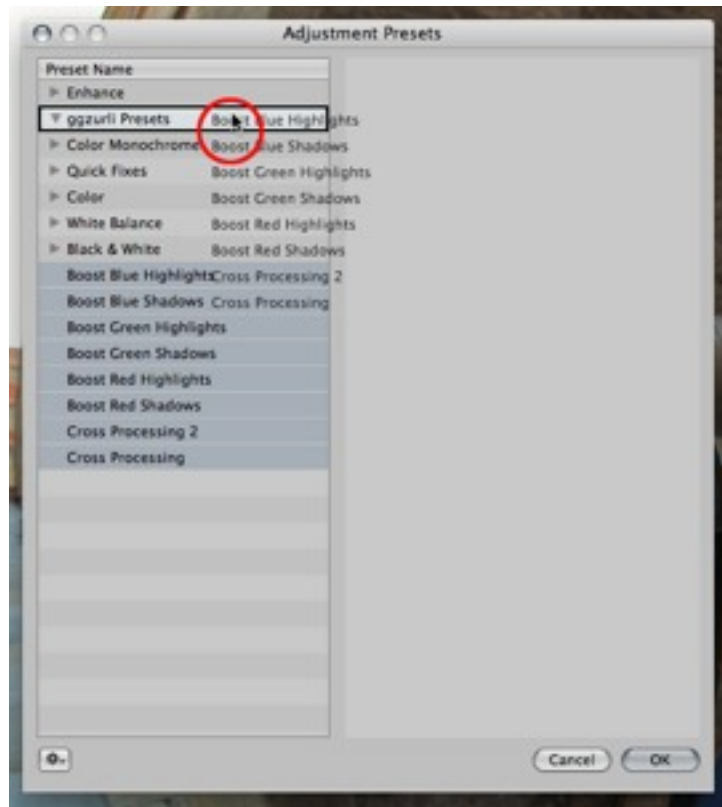 Adjustment Presets
Preset Name
Enhance
ggzurli Presets
Boost Blue Highlights
Color Monochrome
Boost Blue Shadows
Quick Fixes
Boost Green Highlights
Color
Boost Green Shadows
White Balance
Boost Red Highlights
Black & White
Boost Red Shadows
Boost Blue Highlights
Cross Processing 2
Boost Blue Shadows
Cross Processing
Boost Green Highlights
Boost Green Shadows
Boost Red Highlights
Boost Red Shadows
Cross Processing 2
Cross Processing
Cancel
OK